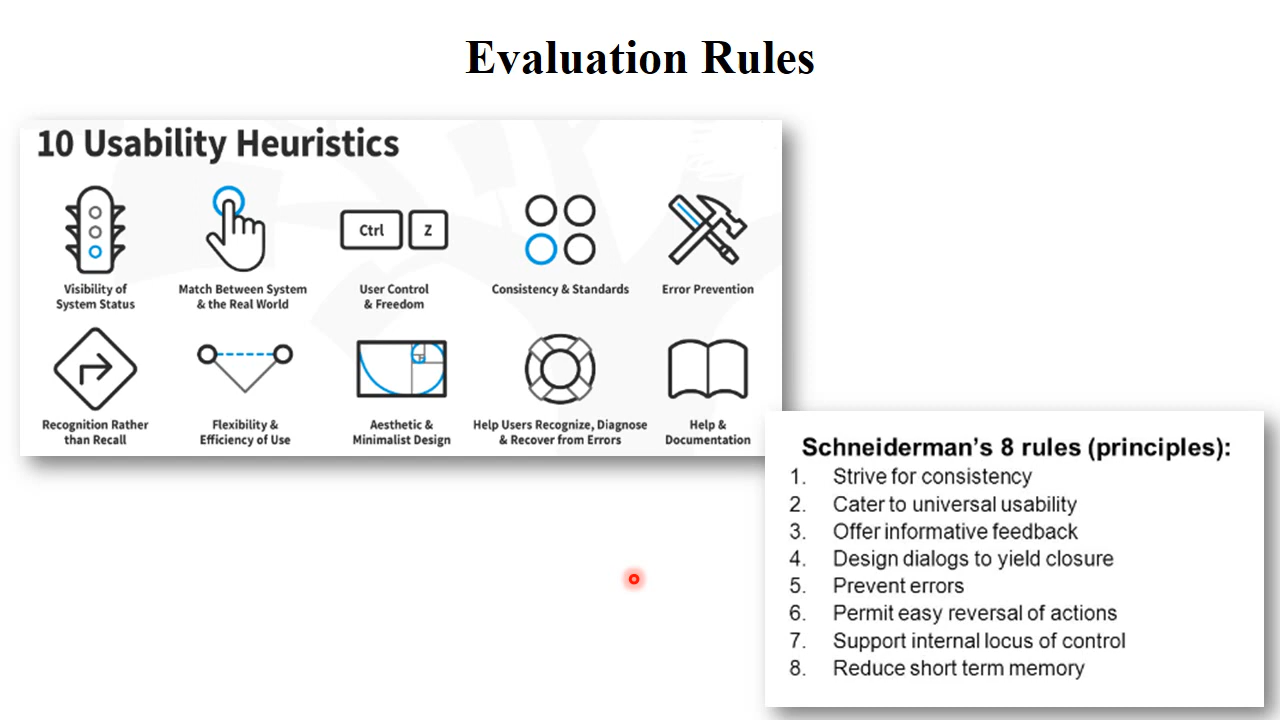 Evaluation Rules
10 Usability Heuristics
Ctrl
Z
Visibility of
System Status
Match Between System
& the Real World
User Control
& Freedom
Consistency & Standards
Error Prevention
Recognition Rather
than Recall
Flexibility &
Efficiency of Use
Aesthetic &
Minimalist Design
Help Users Recognize, Diagnose
& Recover from Errors
Help &
Documentation
Schneiderman's 8 rules (principles):
1. Strive for consistency
2. Cater to universal usability
3. Offer informative feedback
4. Design dialogs to yield closure
5. Prevent errors
6. Permit easy reversal of actions
7. Support internal locus of control
8. Reduce short term memory